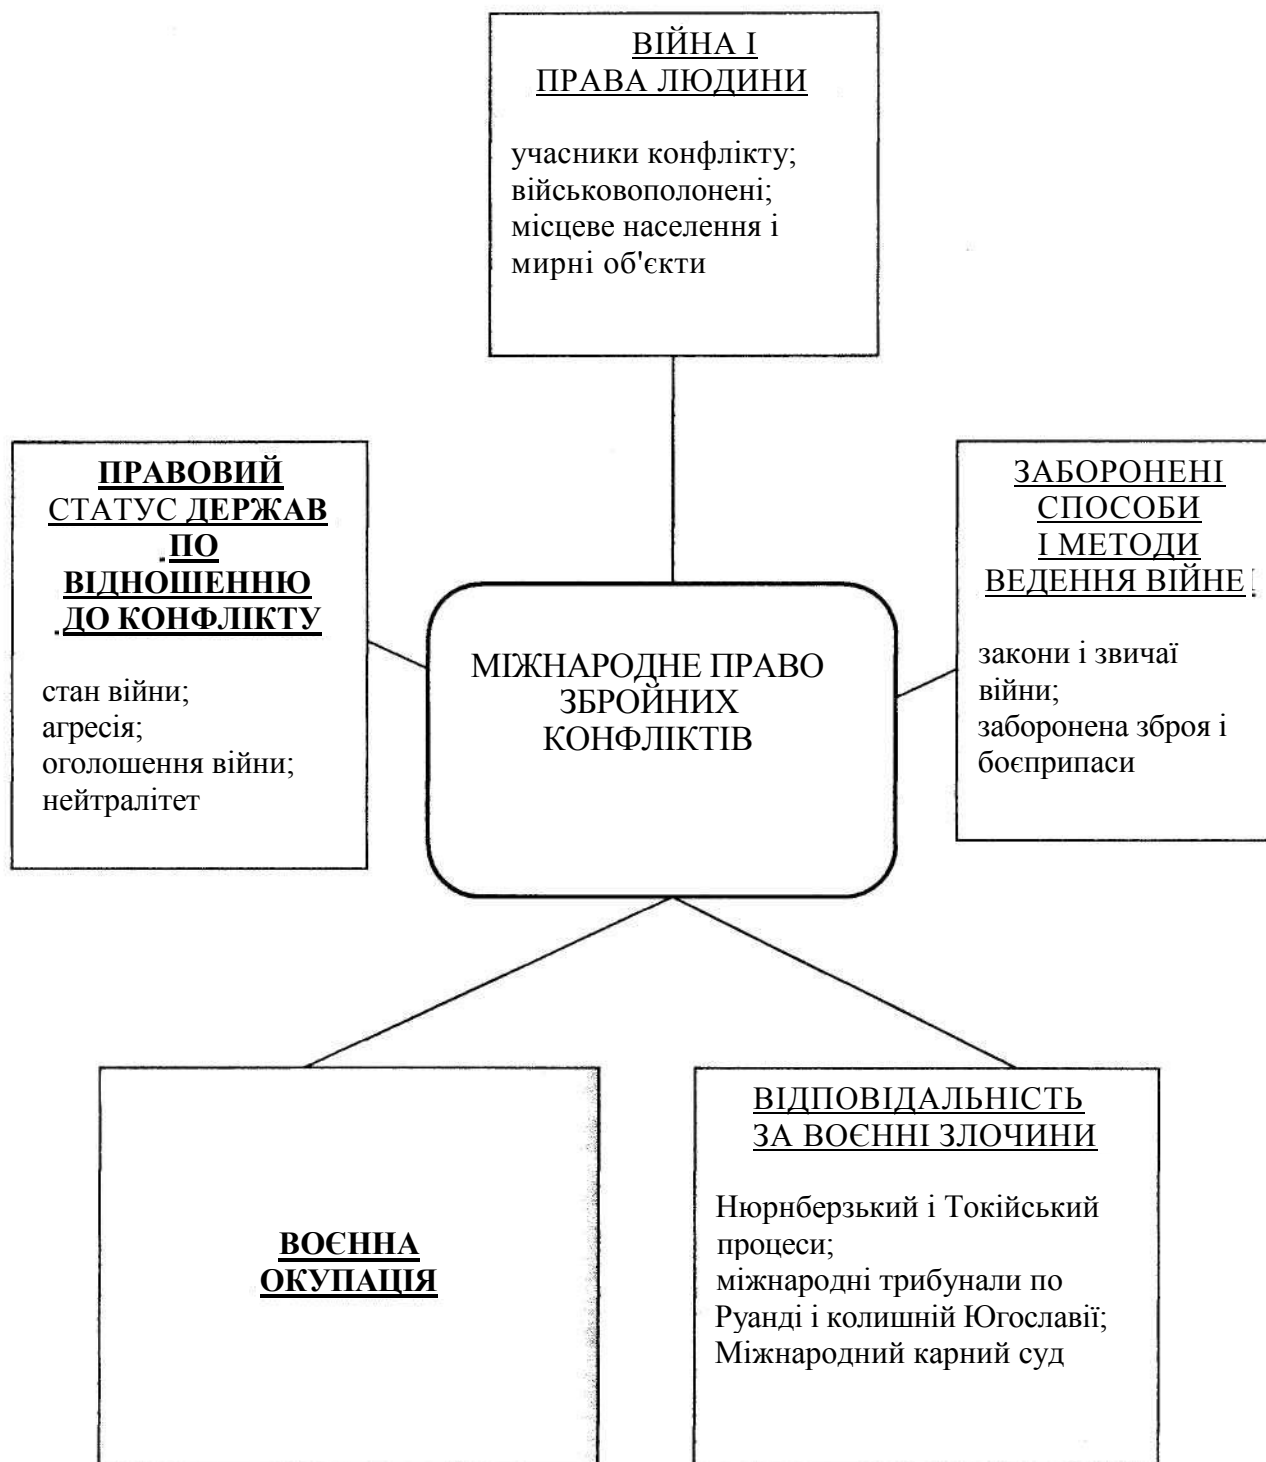 ВІЙНА І
ПРАВА ЛЮДИНИ
учасники конфлікту;
військовополонені;
місцеве населення і
мирні об'єкти
ПРАВОВИЙ
СТАТУС ДЕРЖАВ
ПО
ВІДНОШЕННЮ
ДО КОНФЛІКТУ
стан війни;
агресія;
оголошення війни;
нейтралітет
МІЖНАРОДНЕ ПРАВО
ЗБРОЙНИХ
КОНФЛІКТІВ
ЗАБОРОНЕНІ
СПОСОБИ
І МЕТОДИ
ВЕДЕННЯ ВІЙНЕ
закони і звичаї
війни;
заборонена зброя і
боєприпаси
ВОЄННА
ОКУПАЦІЯ
ВІДПОВІДАЛЬНІСТЬ
ЗА ВОЄННІ ЗЛОЧИНИ
Нюрнберзький і Токійський
процеси;
міжнародні трибунали по
Руанді і колишній Югославії;
Міжнародний карний суд